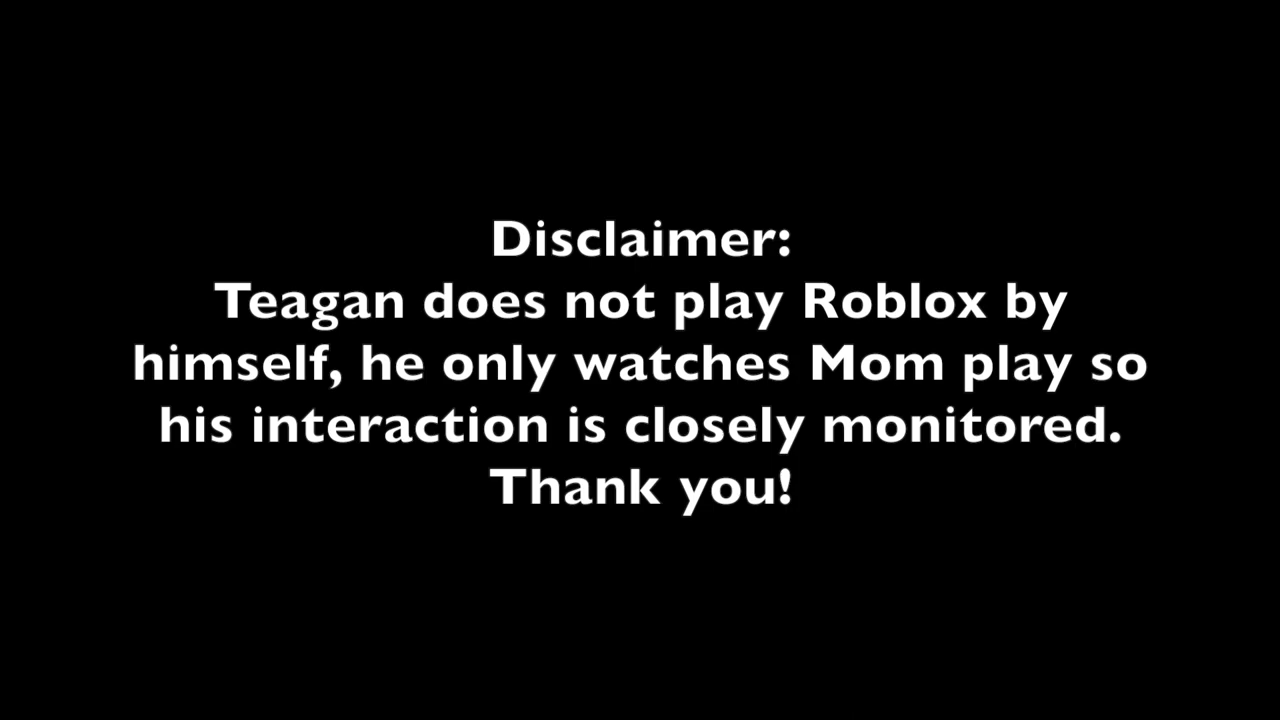 Disclaimer:
Teagan does not play Roblox by
himself, he only watches Mom play so
his interaction is closely monitored.
Thank you!